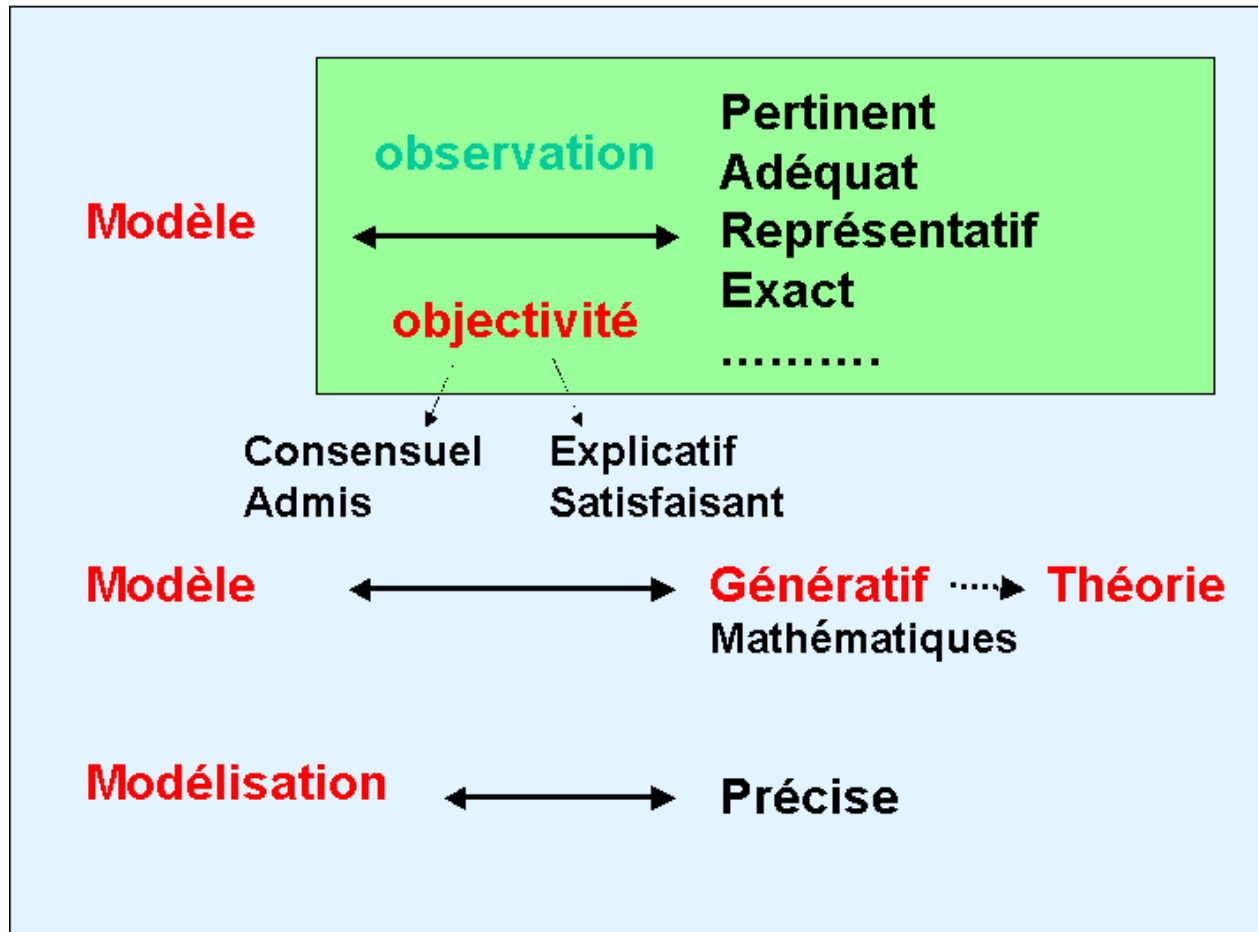 Modèle
observation
objectivité
Pertinent
Adéquat
Représentatif
Exact
……….
Consensuel
Admis
Explicatif
Satisfaisant
Modèle
Génératif
Théorie
Mathématiques
Modélisation
Précise